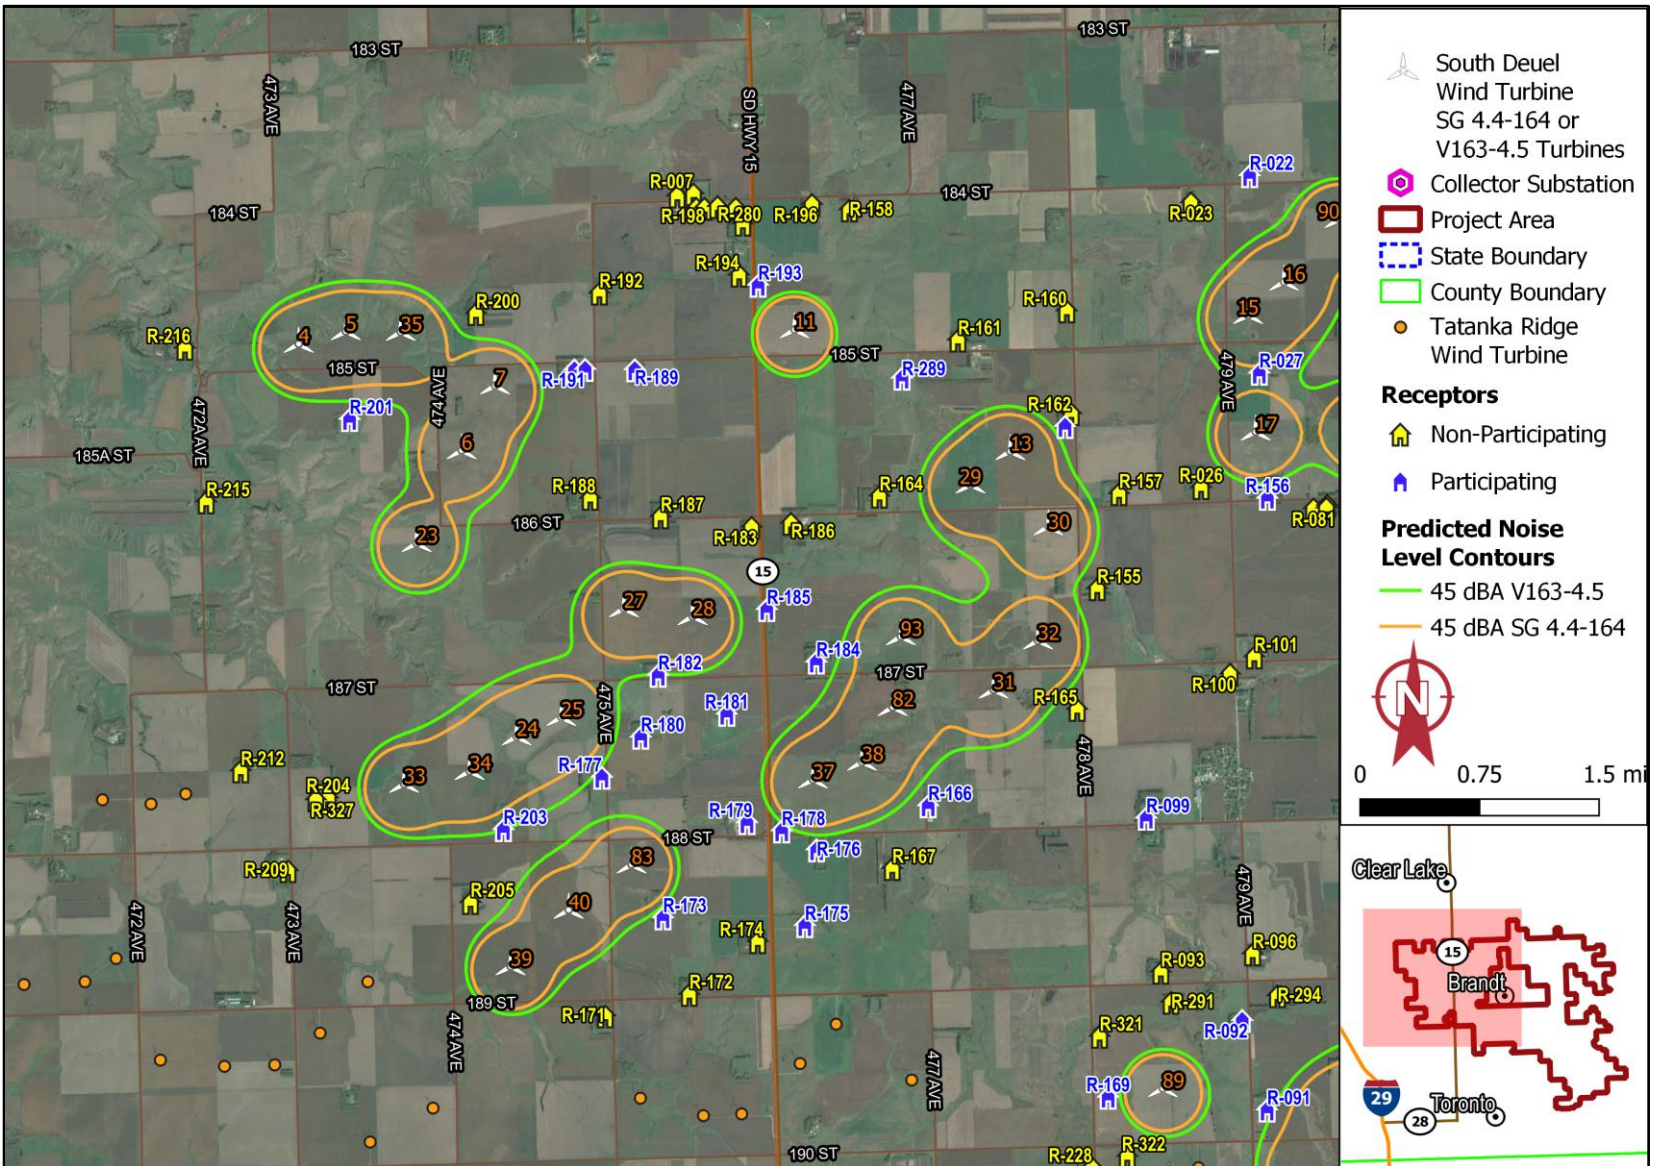 183 ST
183 ST
473 AVE
SD HWY 15
477 AVE
R-022
R-007
184 ST
184 ST
R-198
R-280
R-196
R-158
R-023
90
R-194
R-193
R-192
R-160
16
R-200
15
4
5
35
11
R-161
R-216
185 ST
185 ST
R-191
R-189
R-289
R-027
7
474 AVE
479 AVE
R-201
R-162
472A AVE
17
13
6
185A ST
R-215
R-188
R-187
R-164
29
R-157
R-026
R-156
R-081
186 ST
R-183
R-186
30
23
15
R-155
27
28
R-185
93
32
R-101
R-182
R-184
187 ST
187 ST
R-100
31
R-165
475 AVE
25
R-181
82
24
R-180
478 AVE
R-212
33
34
R-177
37
38
R-204
R-327
R-203
R-179
R-178
R-166
R-099
188 ST
R-176
83
R-167
R-209
R-205
40
R-173
R-175
479 AVE
472 AVE
473 AVE
R-174
R-096
39
R-093
R-172
189 ST
R-171
R-291
R-294
R-321
R-092
474 AVE
477 AVE
R-169
89
R-091
R-322
190 ST
R-228
South Deuel
Wind Turbine
SG 4.4-164 or
V163-4.5 Turbines
Collector Substation
Project Area
State Boundary
County Boundary
Tatanka Ridge
Wind Turbine
Receptors
Non-Participating
Participating
Predicted Noise
Level Contours
45 dBA V163-4.5
45 dBA SG 4.4-164
N
0 0.75 1.5 mi
Clear Lake
15
Brandt
29
28
Toronto